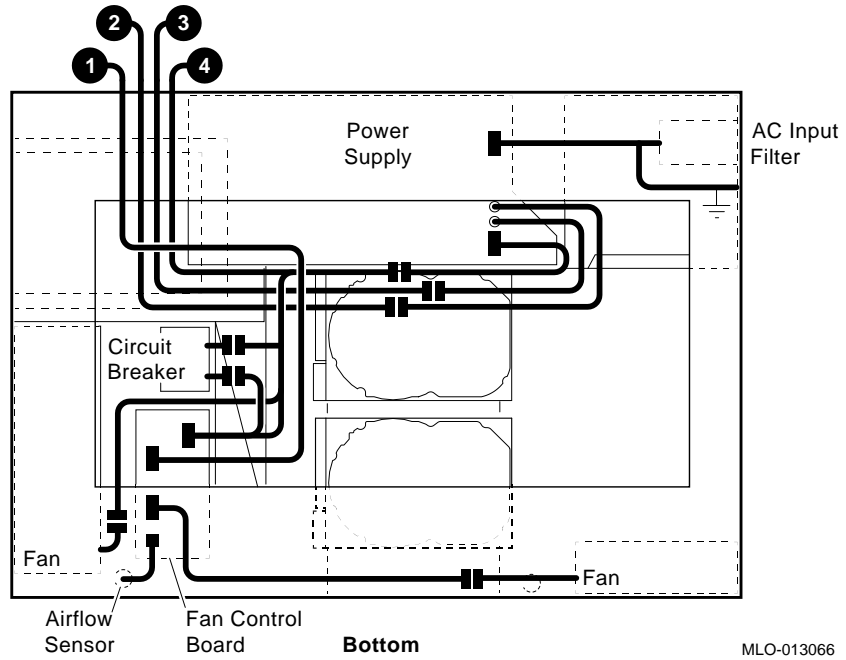 2
3
1
4
Power
Supply
AC Input
Filter
Circuit
Breaker
Fan
Fan
Airflow
Sensor
Fan Control
Board
Bottom
MLO-013066